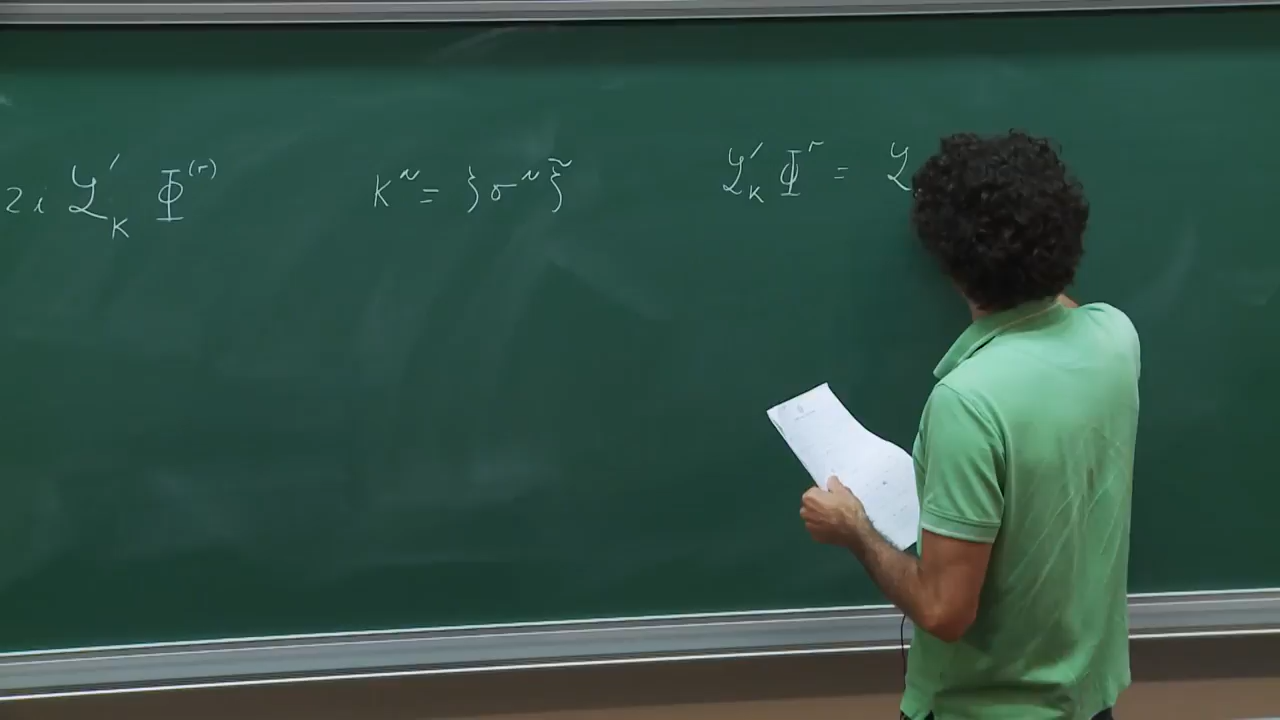 2i ℒ'_K Φ^(r)    K^~ = }σ^~}~    ℒ'_K Φ^r = ℒ